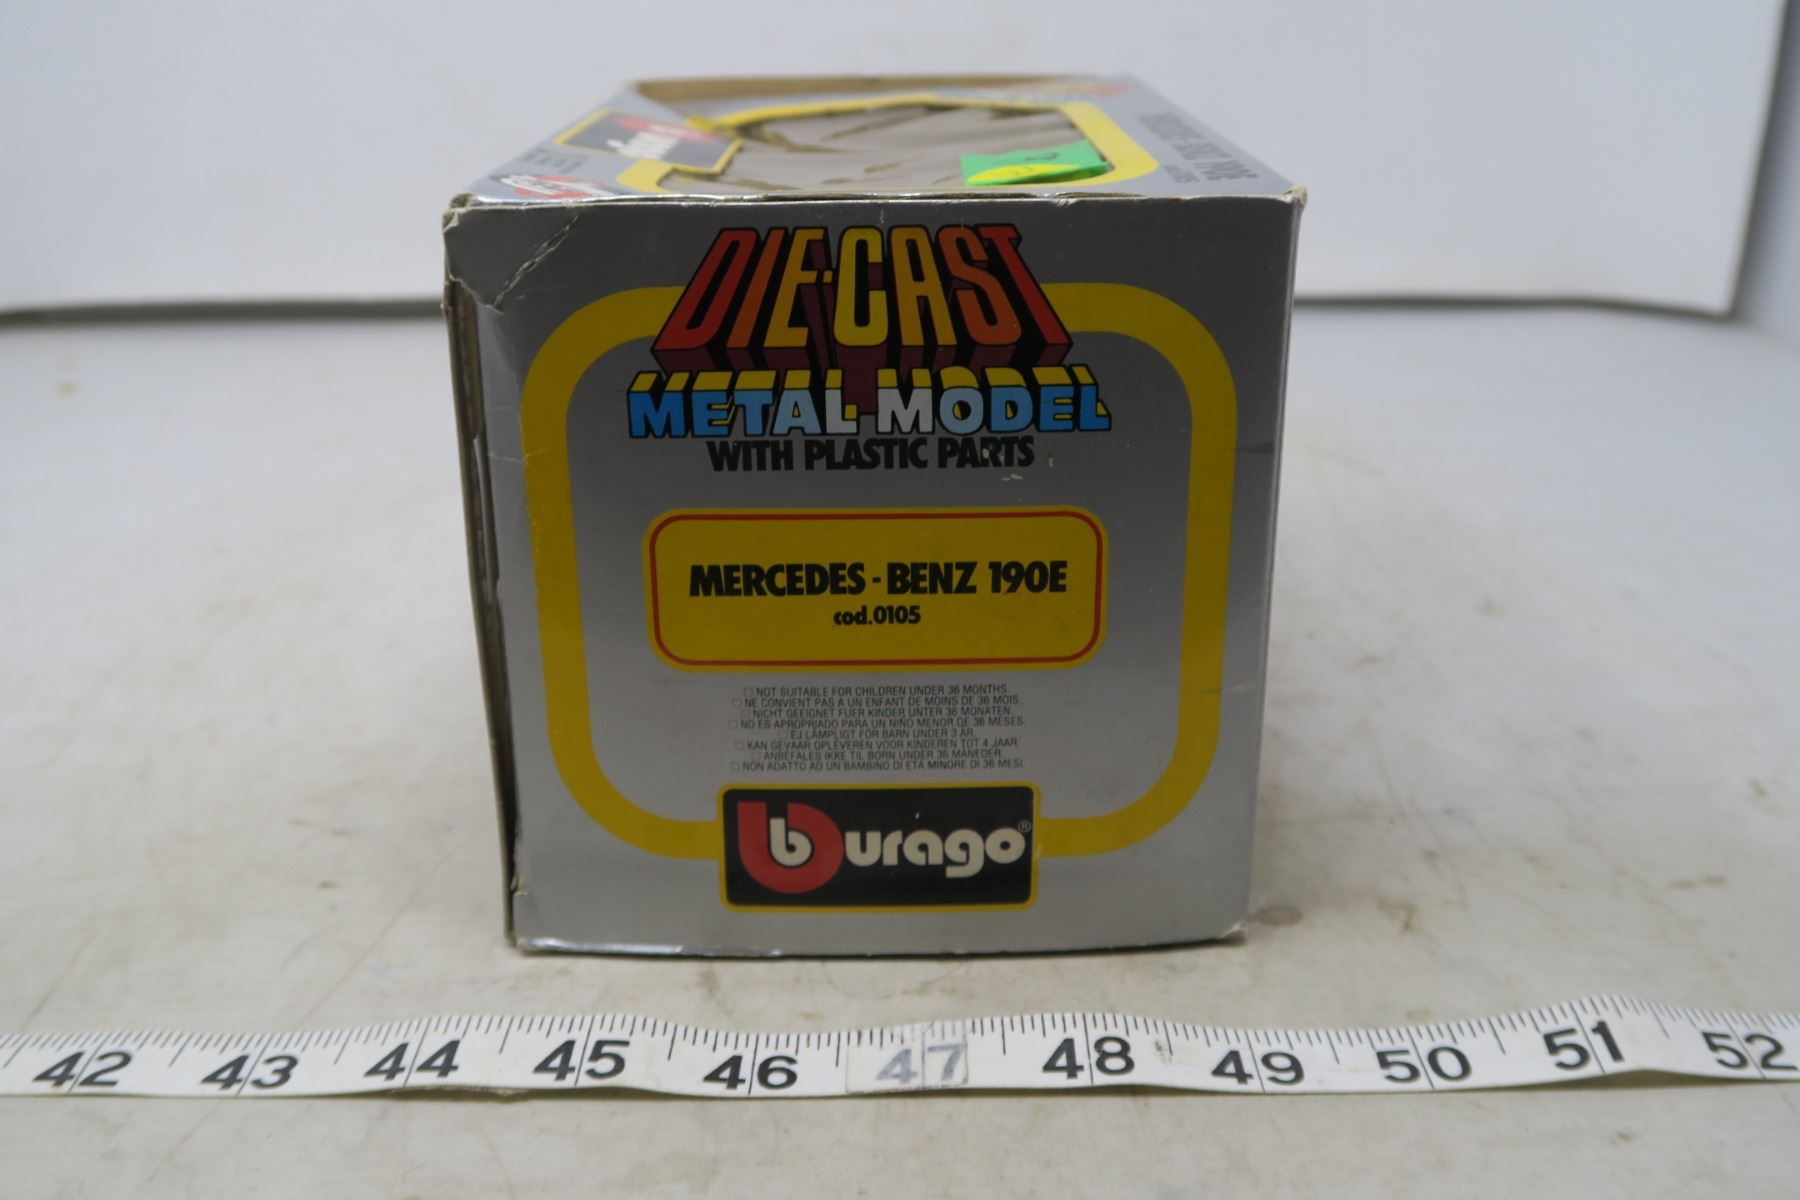 190E
DIE-CAST
METAL MODEL
WITH PLASTIC PARTS
MERCEDES - BENZ 190E
cod.0105
NOT SUITABLE FOR CHILDREN UNDER 36 MONTHS.
NE CONVIENT PAS A UN ENFANT DE MOINS DE 36 MOIS.
NICHT GEEIGNET FUER KINDER UNTER 36 MONATEN.
NO ES APROPRIADO PARA UN NIÑO MENOR DE 36 MESES.
EJ LÄMPLIGT FÖR BARN UNDER 3 ÅR.
KAN GEVAAR OPLEVEREN VOOR KINDEREN TOT 4 JAAR.
ANBEFALES IKKE TIL BORN UNDER 36 MÅNEDER.
NON ADATTO AD UN BAMBINO DI ETÀ MINORE DI 36 MESI.
burago®
42 43 44 45 46 47 48 49 50 51 52